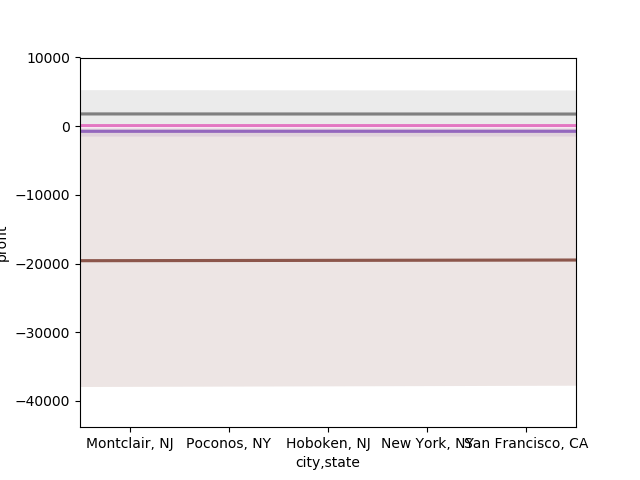 10000
0
−10000
−20000
−30000
−40000
profit
Montclair, NJ
Poconos, NY
Hoboken, NJ
New York, NY
San Francisco, CA
city,state